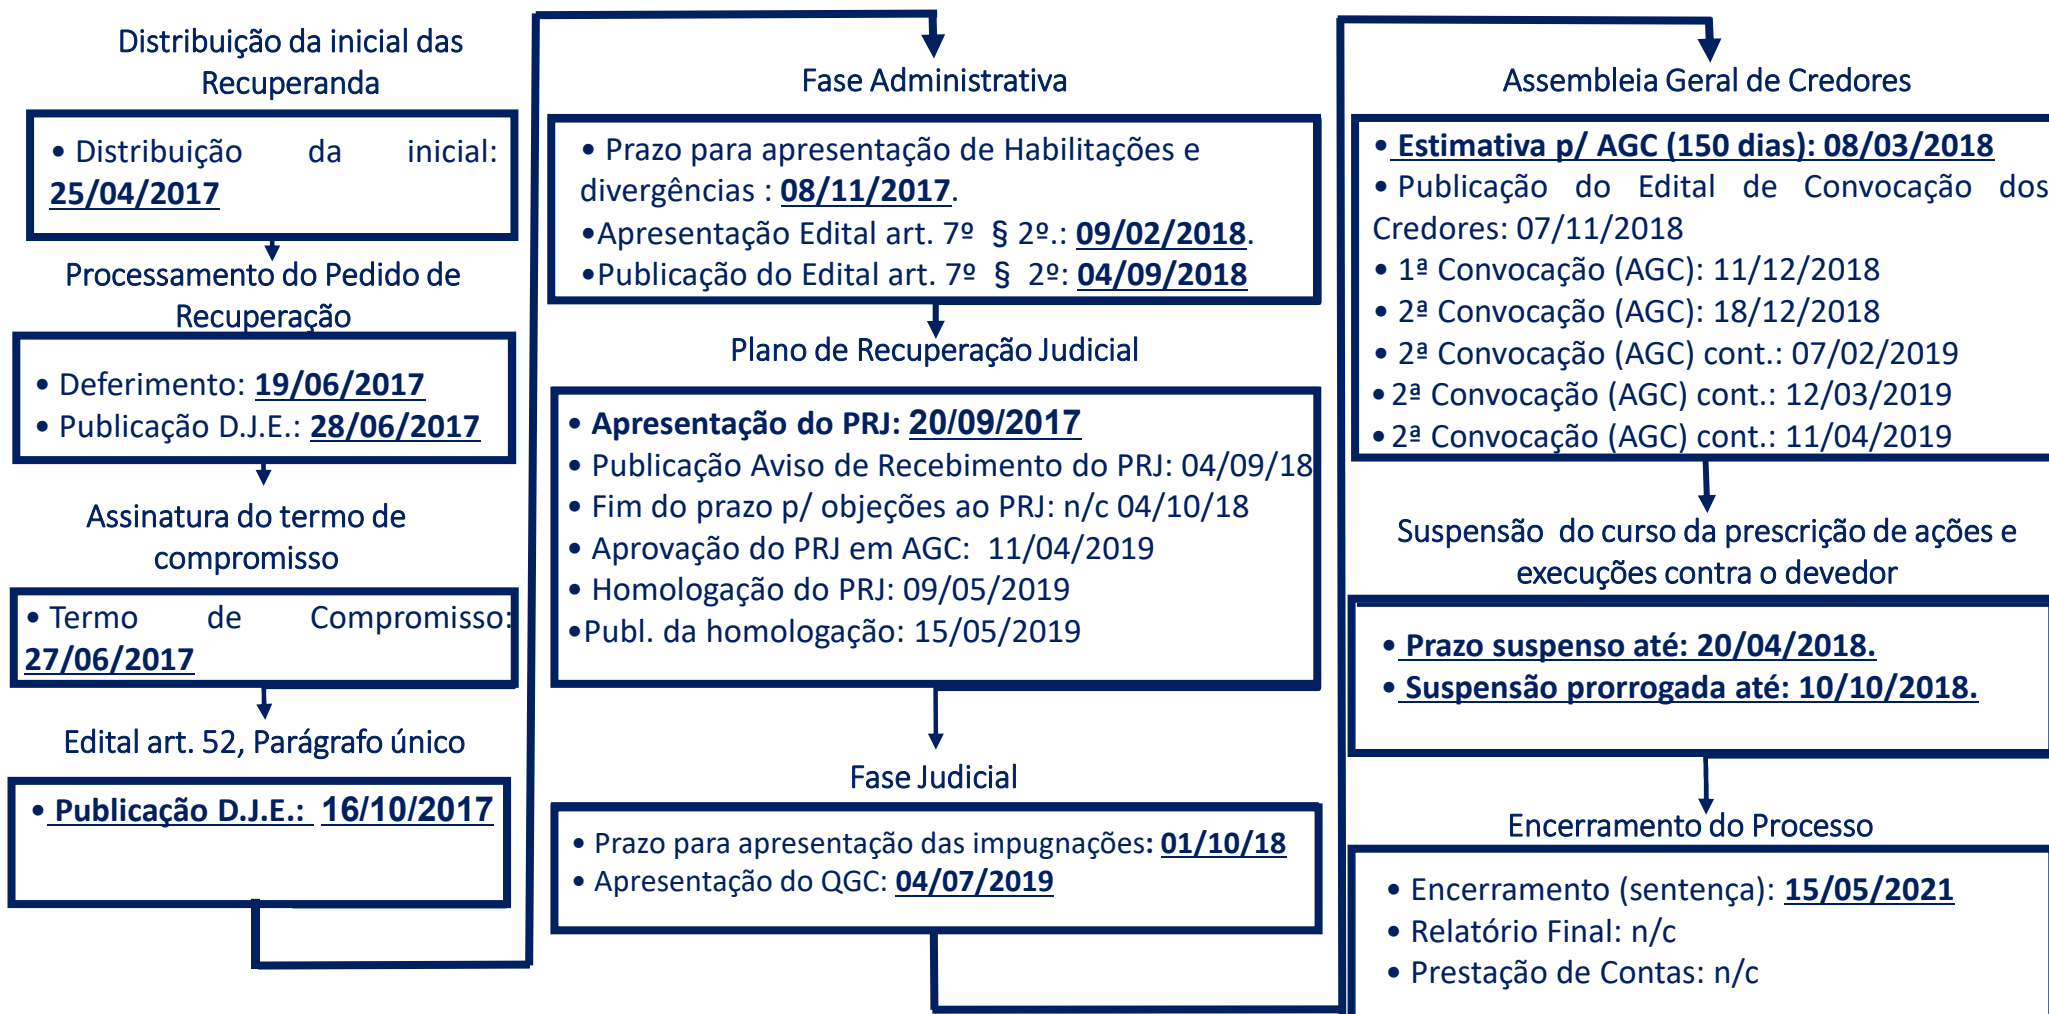 Distribuição da inicial das
Recuperanda
• Distribuição da inicial:
25/04/2017
Processamento do Pedido de
Recuperação
• Deferimento: 19/06/2017
• Publicação D.J.E.: 28/06/2017
Assinatura do termo de
compromisso
• Termo de Compromisso:
27/06/2017
Edital art. 52, Parágrafo único
• Publicação D.J.E.: 16/10/2017
Fase Administrativa
• Prazo para apresentação de Habilitações e
divergências : 08/11/2017.
•Apresentação Edital art. 7º § 2º.: 09/02/2018.
•Publicação do Edital art. 7º § 2º: 04/09/2018
Plano de Recuperação Judicial
• Apresentação do PRJ: 20/09/2017
• Publicação Aviso de Recebimento do PRJ: 04/09/18
• Fim do prazo p/ objeções ao PRJ: n/c 04/10/18
• Aprovação do PRJ em AGC: 11/04/2019
• Homologação do PRJ: 09/05/2019
•Publ. da homologação: 15/05/2019
Fase Judicial
• Prazo para apresentação das impugnações: 01/10/18
• Apresentação do QGC: 04/07/2019
Assembleia Geral de Credores
• Estimativa p/ AGC (150 dias): 08/03/2018
• Publicação do Edital de Convocação dos
Credores: 07/11/2018
• 1ª Convocação (AGC): 11/12/2018
• 2ª Convocação (AGC): 18/12/2018
• 2ª Convocação (AGC) cont.: 07/02/2019
• 2ª Convocação (AGC) cont.: 12/03/2019
• 2ª Convocação (AGC) cont.: 11/04/2019
Suspensão do curso da prescrição de ações e
execuções contra o devedor
• Prazo suspenso até: 20/04/2018.
• Suspensão prorrogada até: 10/10/2018.
Encerramento do Processo
• Encerramento (sentença): 15/05/2021
• Relatório Final: n/c
• Prestação de Contas: n/c